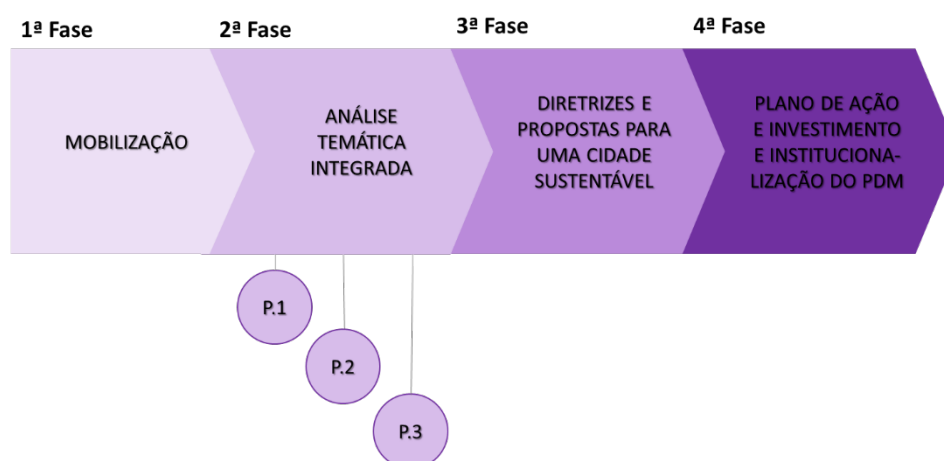 1ª Fase
2ª Fase
3ª Fase
4ª Fase
MOBILIZAÇÃO
ANÁLISE
TEMÁTICA
INTEGRADA
DIRETRIZES E
PROPOSTAS PARA
UMA CIDADE
SUSTENTÁVEL
PLANO DE AÇÃO
E INVESTIMENTO
E INSTITUCIONA-
LIZAÇÃO DO PDM
P.1
P.2
P.3